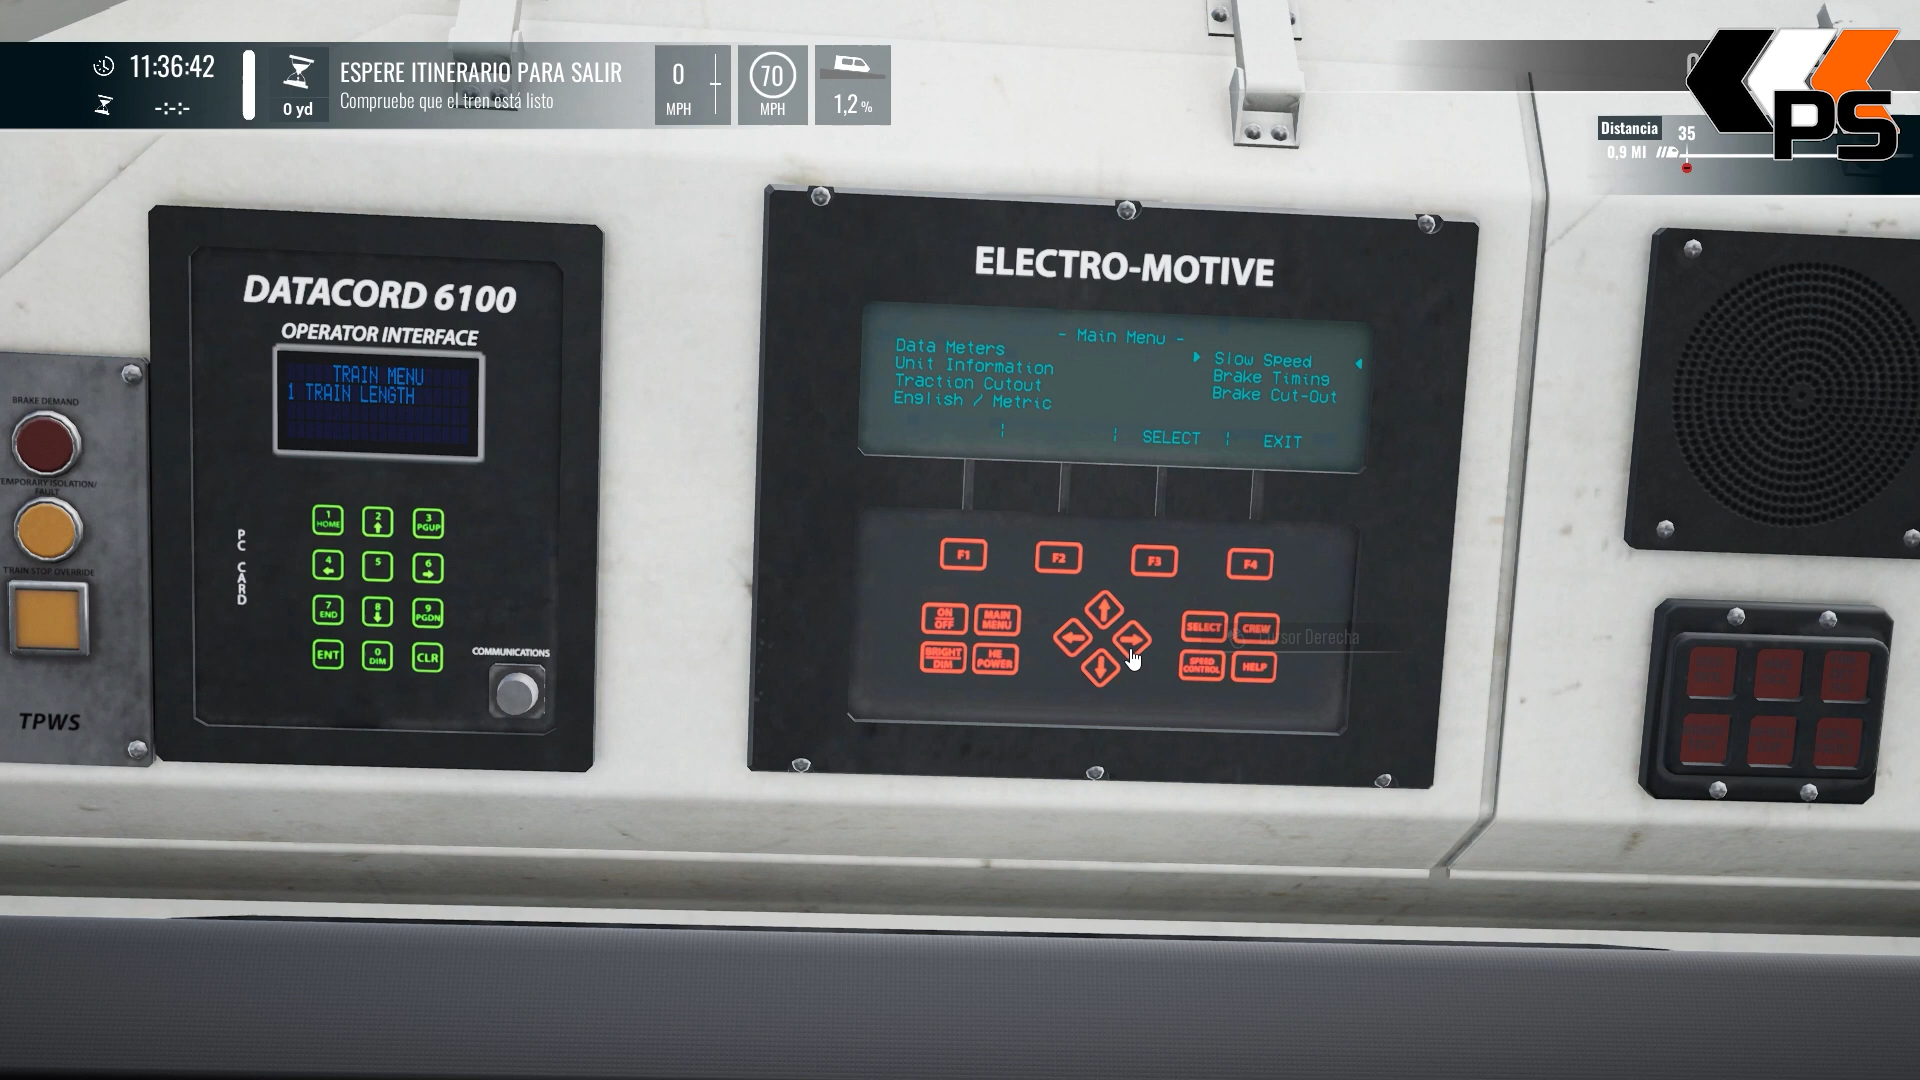 11:36:42
-:-:-
0 yd
ESPERE ITINERARIO PARA SALIR
Compruebe que el tren está listo
0
MPH
70
MPH
1,2 %
PS
Distancia
35
0,9 MI
BRAKE DEMAND
TEMPORARY ISOLATION/
FAULT
TRAIN STOP OVERRIDE
TPWS
DATACORD 6100
OPERATOR INTERFACE
TRAIN MENU
1 TRAIN LENGTH
PC CARD
1 HOME
2
3 PGUP
4
5
6
7 END
8
9 PGDN
ENT
0 DIM
CLR
COMMUNICATIONS
ELECTRO-MOTIVE
- Main Menu -
Data Meters
Unit Information
Traction Cutout
English / Metric
Slow Speed
Brake Timing
Brake Cut-Out
SELECT
EXIT
F1
F2
F3
F4
ON OFF
MAIN MENU
BRIGHT DIM
HE POWER
SELECT
CREW
SPEED CONTROL
HELP
Cursor Derecha